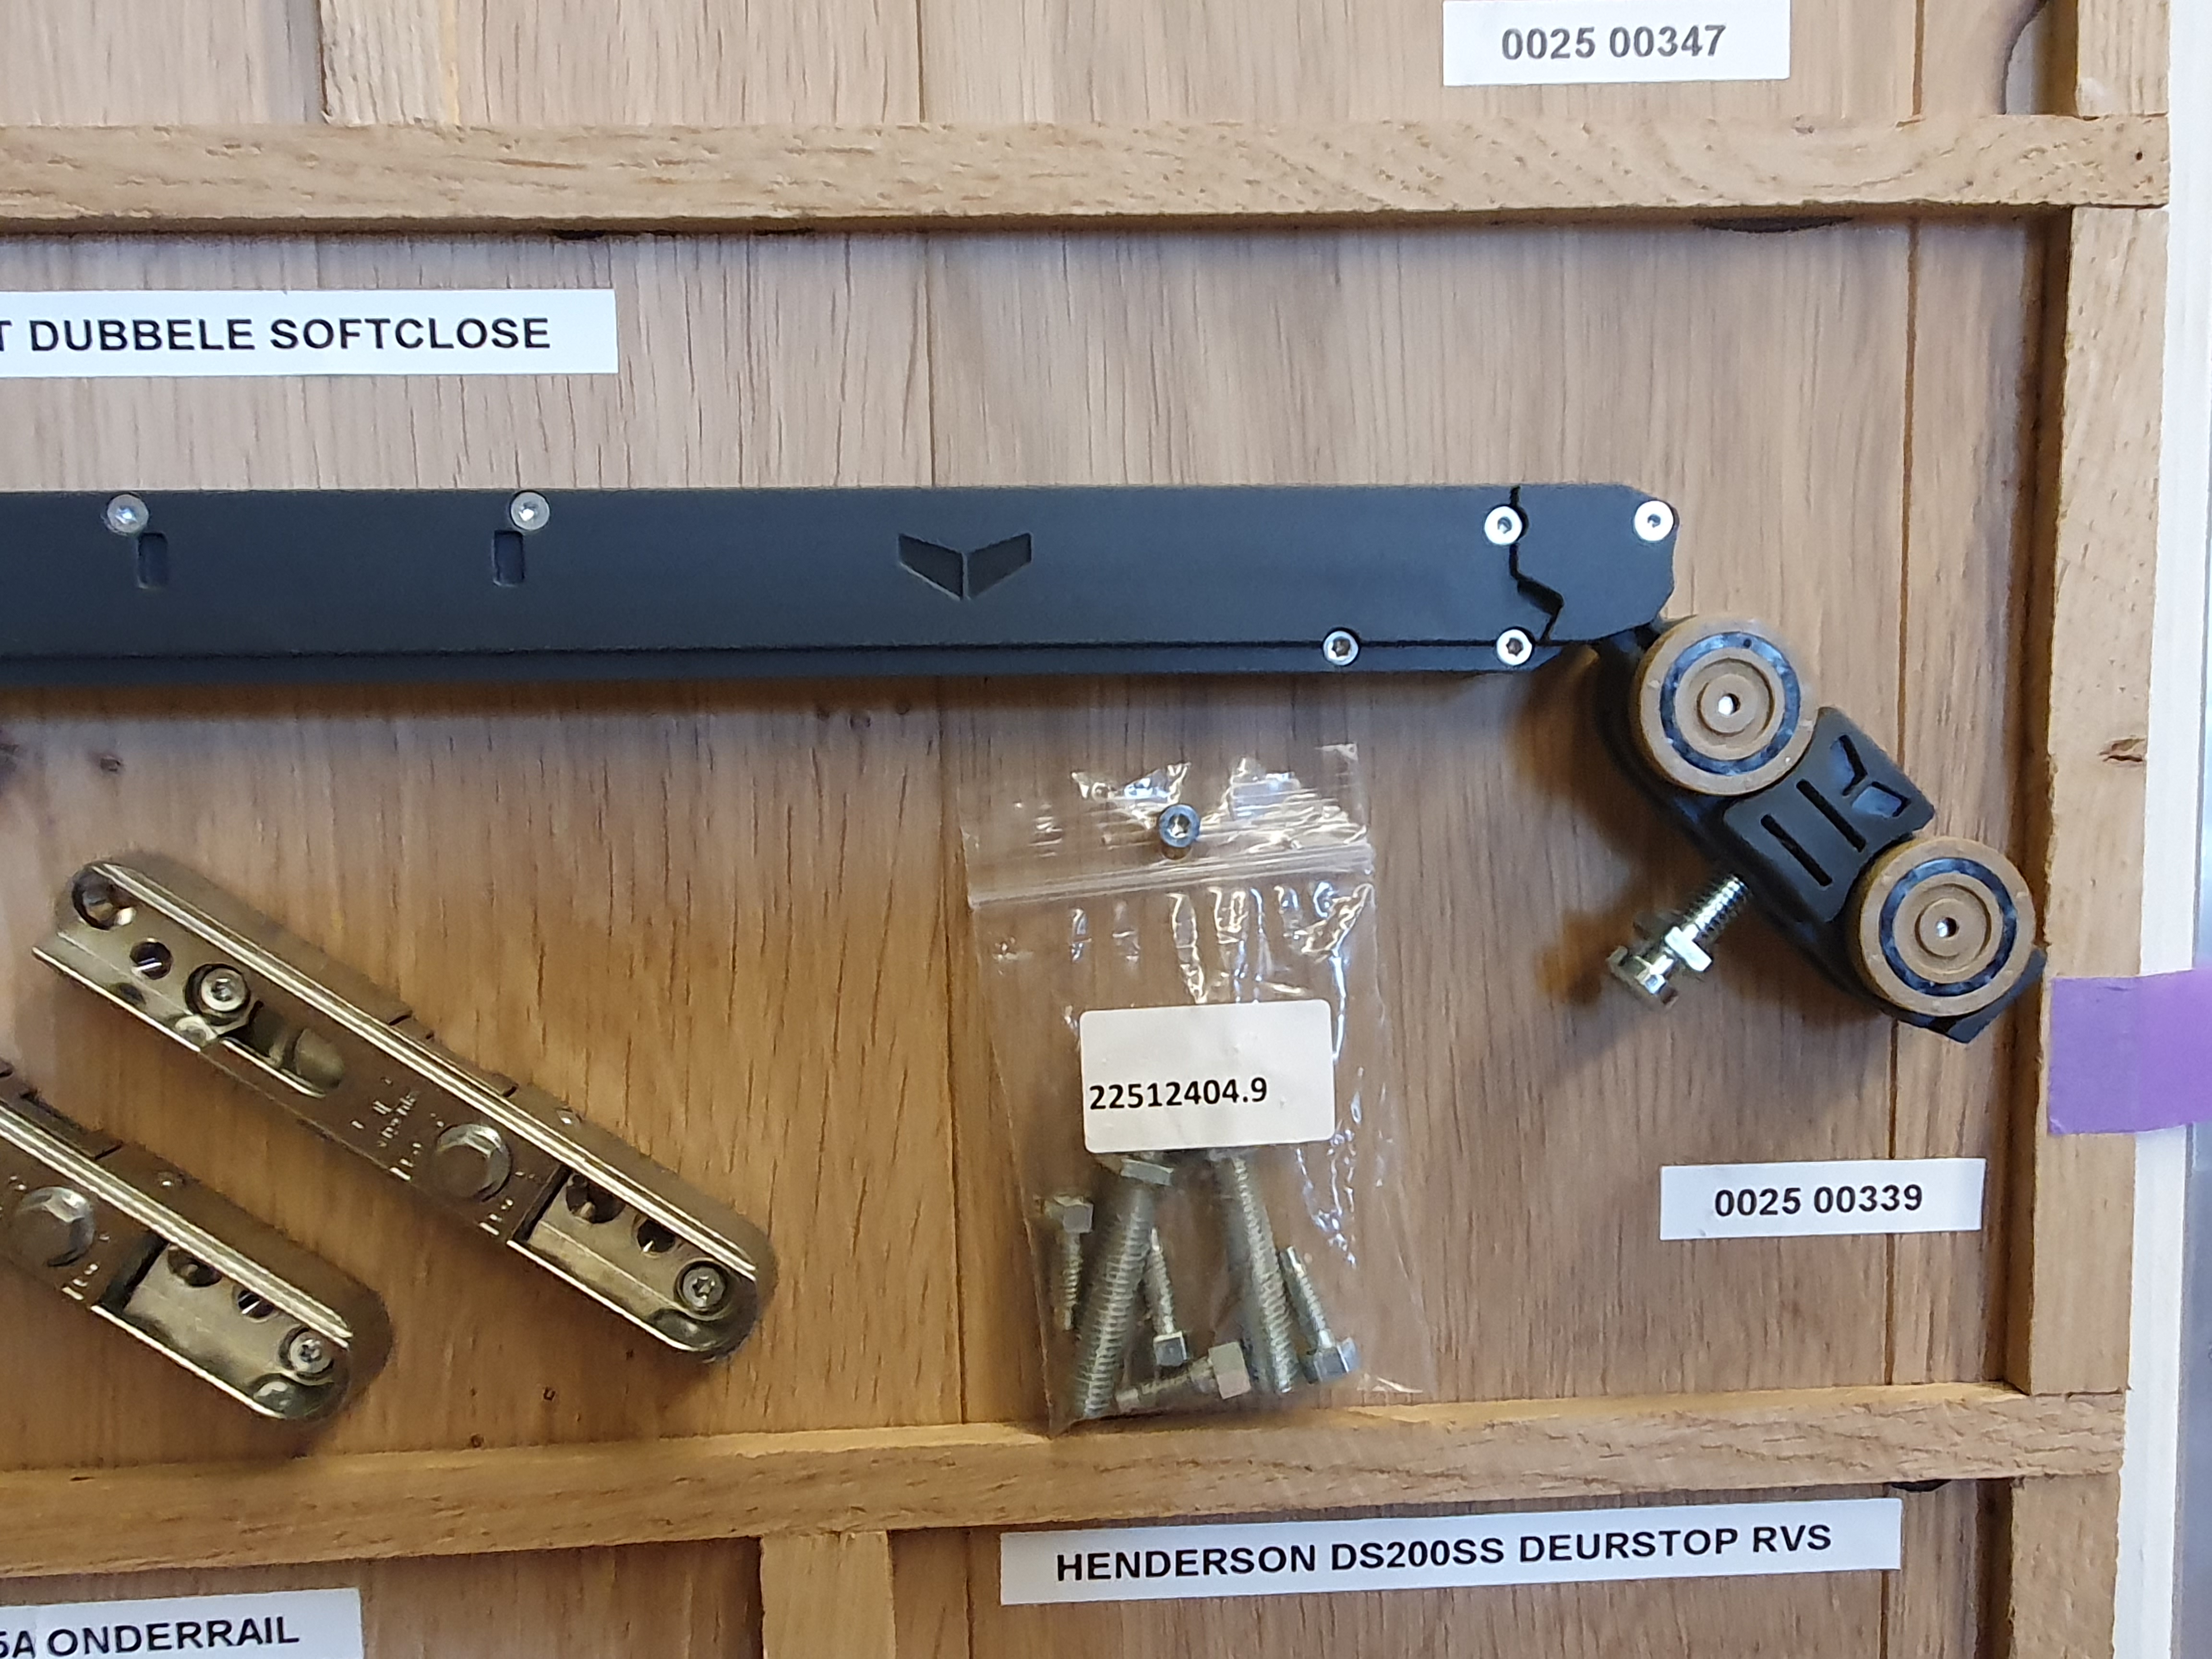 0025 00347
T DUBBELE SOFTCLOSE
22512404.9
0025 00339
HENDERSON DS200SS DEURSTOP RVS
5A ONDERRAIL